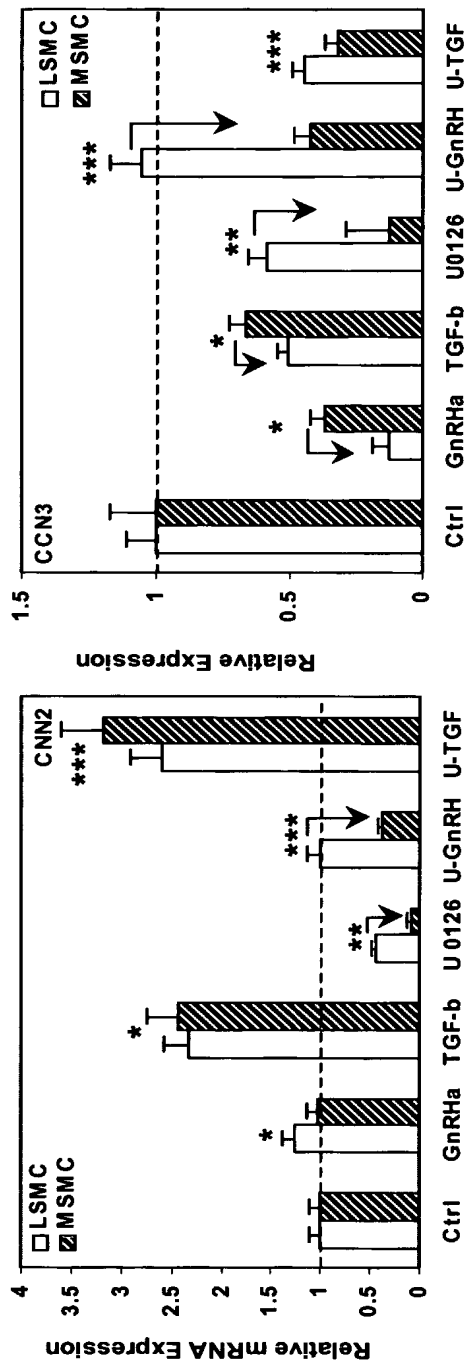 CNN2
LSMC
MSMC
Relative mRNA Expression
4
3.5
3
2.5
2
1.5
1
0.5
0
*
*
**
***
***
Ctrl GnRHa TGF-b U0126 U-GnRH U-TGF
CCN3
LSMC
MSMC
Relative Expression
1.5
1
0.5
0
*
*
**
***
***
Ctrl GnRHa TGF-b U0126 U-GnRH U-TGF